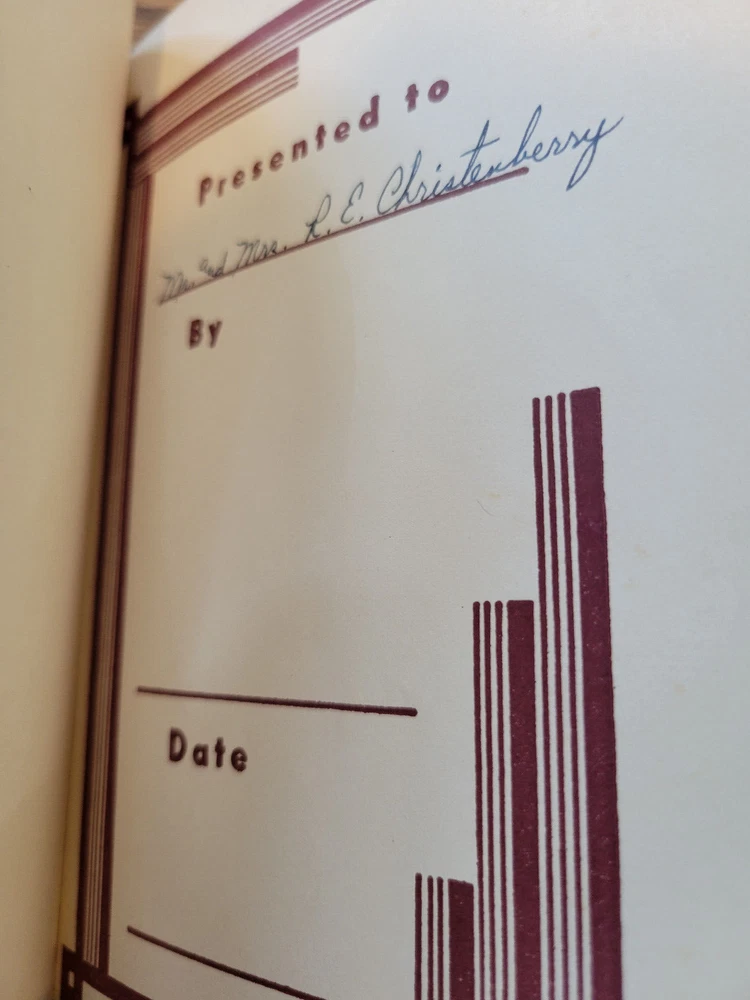 Presented to
Mr. and Mrs. R. E. Christenberry
By
Date